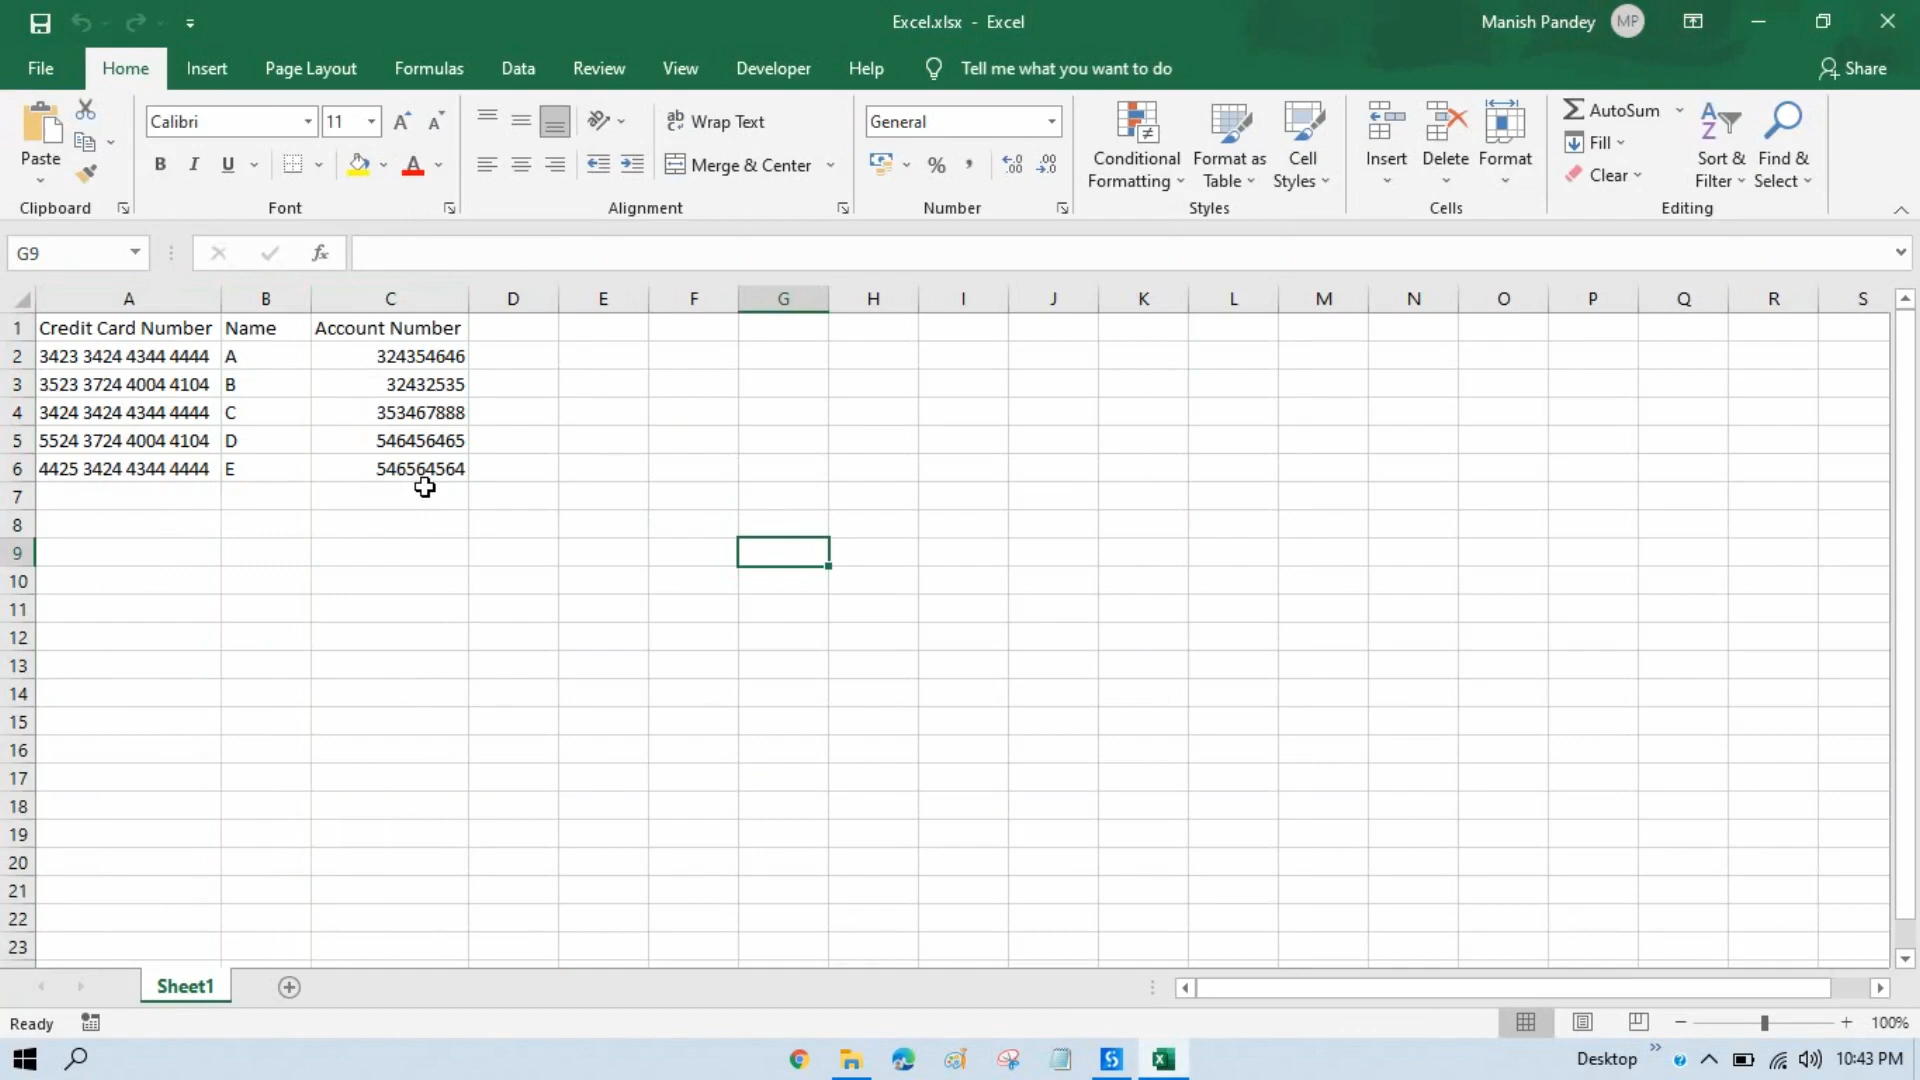 Excel.xlsx - Excel
Manish Pandey MP
File Home Insert Page Layout Formulas Data Review View Developer Help Tell me what you want to do Share
Paste
Clipboard
Calibri 11
B I U
Font
Wrap Text
Merge & Center
Alignment
General
Number
Conditional Formatting
Format as Table
Cell Styles
Styles
Insert Delete Format
Cells
AutoSum
Fill
Clear
Sort & Filter
Find & Select
Editing
G9 fx
A B C D E F G H I J K L M N O P Q R S
1 Credit Card Number Name Account Number
2 3423 3424 4344 4444 A 324354646
3 3523 3724 4004 4104 B 32432535
4 3424 3424 4344 4444 C 353467888
5 5524 3724 4004 4104 D 546456465
6 4425 3424 4344 4444 E 546564564
7
8
9
10
11
12
13
14
15
16
17
18
19
20
21
22
23
Sheet1
Ready 100%
Desktop 10:43 PM